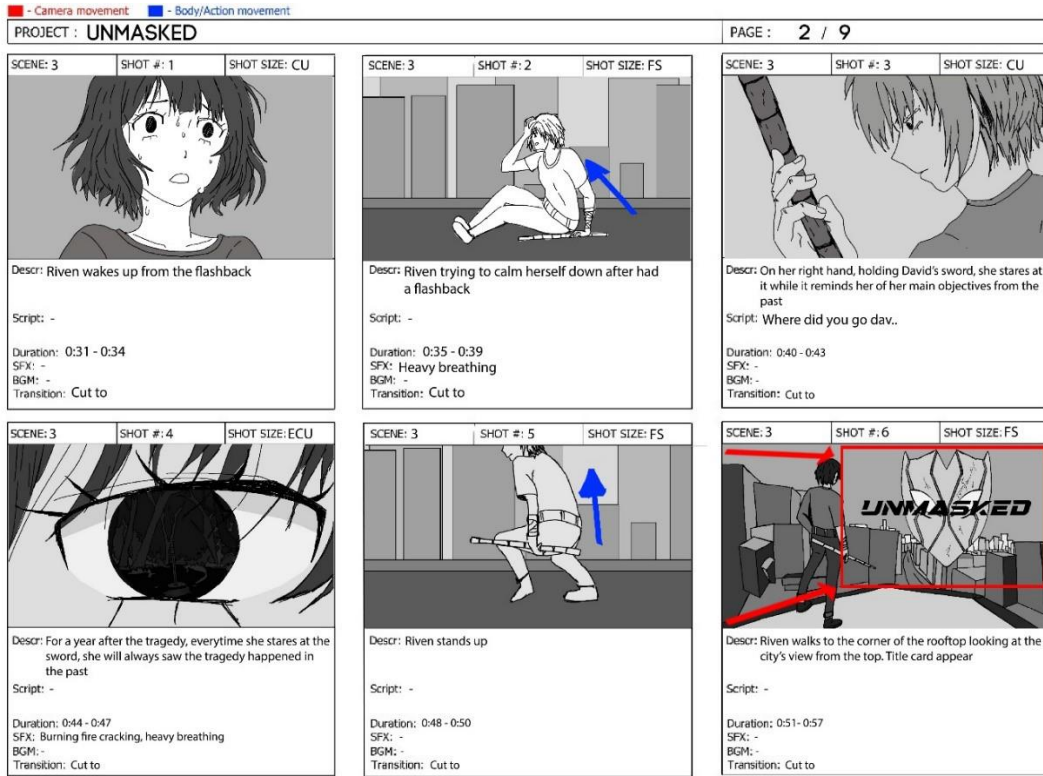 - Camera movement - Body/Action movement
PROJECT : UNMASKED PAGE : 2 / 9
SCENE: 3 SHOT #: 1 SHOT SIZE: CU
Descr: Riven wakes up from the flashback
Script: -
Duration: 0:31 - 0:34
SFX: -
BGM: -
Transition: Cut to
SCENE: 3 SHOT #: 2 SHOT SIZE: FS
Descr: Riven trying to calm herself down after had
a flashback
Script: -
Duration: 0:35 - 0:39
SFX: Heavy breathing
BGM: -
Transition: Cut to
SCENE: 3 SHOT #: 3 SHOT SIZE: CU
Descr: On her right hand, holding David's sword, she stares at
it while it reminds her of her main objectives from the
past
Script: Where did you go dav..
Duration: 0:40 - 0:43
SFX: -
BGM: -
Transition: Cut to
SCENE: 3 SHOT #: 4 SHOT SIZE: ECU
Descr: For a year after the tragedy, everytime she stares at the
sword, she will always saw the tragedy happened in
the past
Script: -
Duration: 0:44 - 0:47
SFX: Burning fire cracking, heavy breathing
BGM: -
Transition: Cut to
SCENE: 3 SHOT #: 5 SHOT SIZE: FS
Descr: Riven stands up
Script: -
Duration: 0:48 - 0:50
SFX: -
BGM: -
Transition: Cut to
SCENE: 3 SHOT #: 6 SHOT SIZE: FS
UNMASKED
Descr: Riven walks to the corner of the rooftop looking at the
city's view from the top. Title card appear
Script: -
Duration: 0:51- 0:57
SFX: -
BGM: -
Transition: Cut to